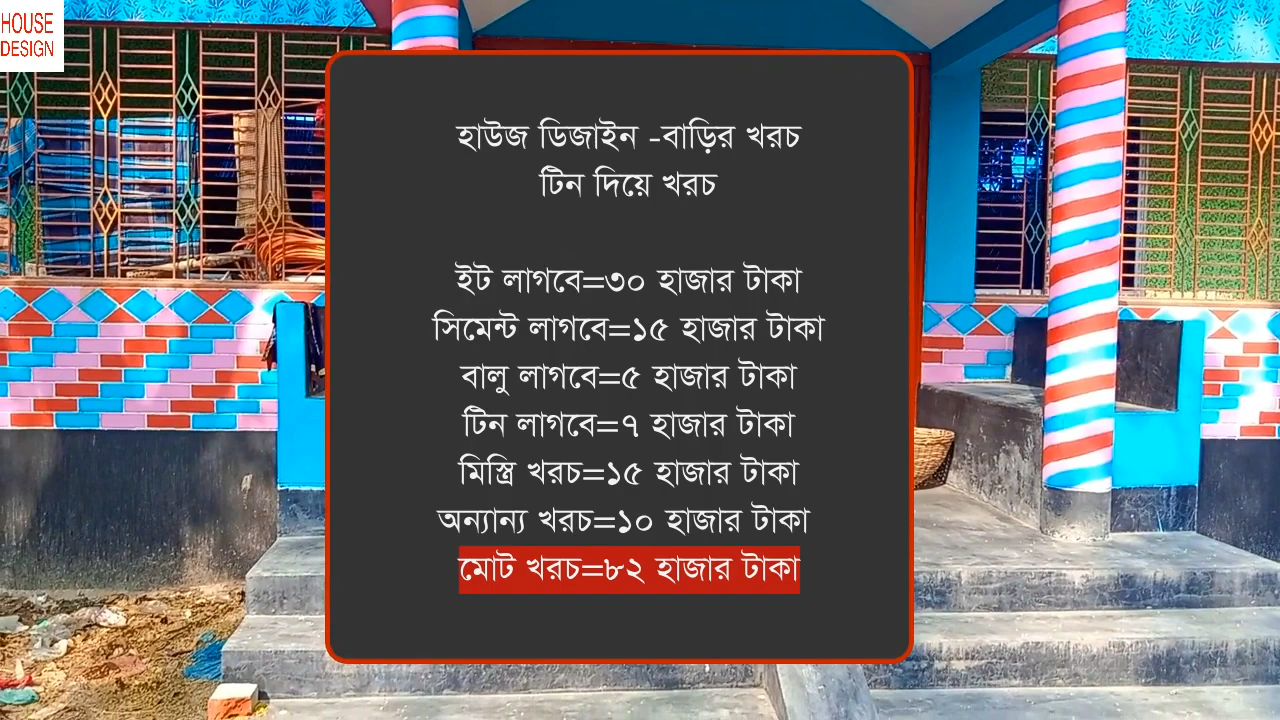 HOUSE
DESIGN
হাউজ ডিজাইন -বাড়ির খরচ
টিন দিয়ে খরচ
ইট লাগবে=৩০ হাজার টাকা
সিমেন্ট লাগবে=১৫ হাজার টাকা
বালু লাগবে=৫ হাজার টাকা
টিন লাগবে=৭ হাজার টাকা
মিস্ত্রি খরচ=১৫ হাজার টাকা
অন্যান্য খরচ=১০ হাজার টাকা
মোট খরচ=৮২ হাজার টাকা